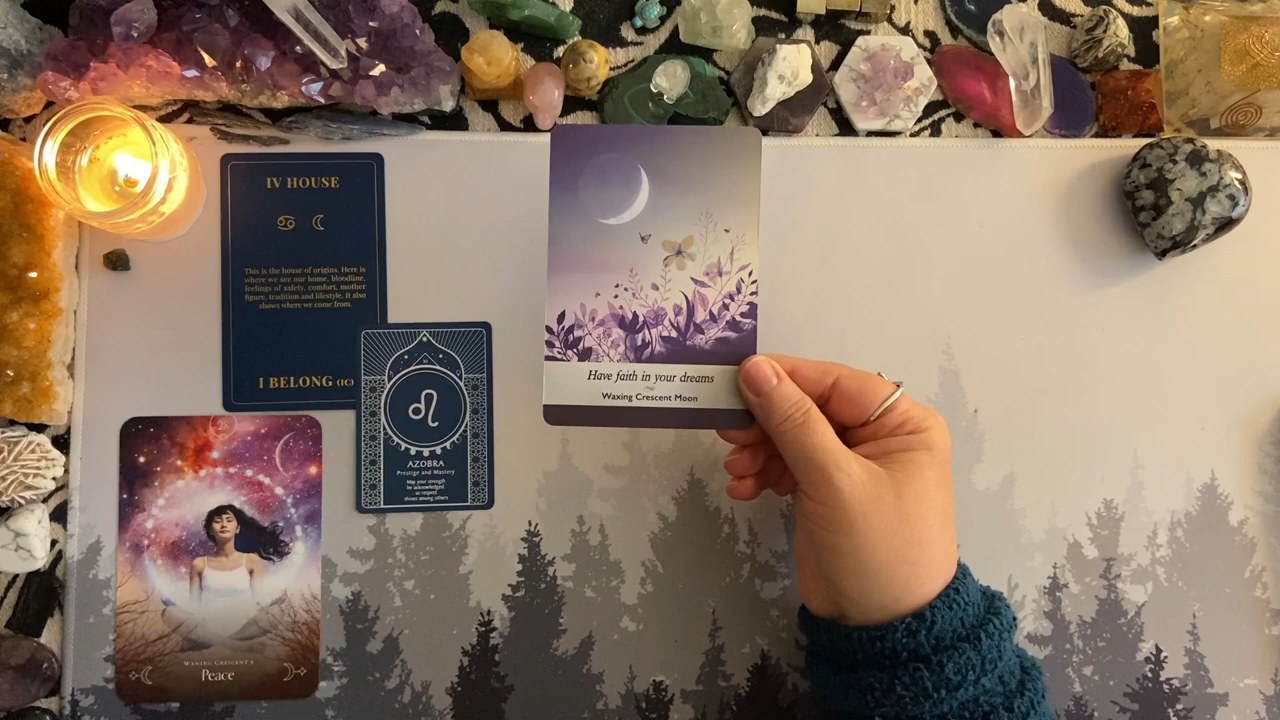 IV HOUSE
This is the house of origins. Here is
where we see our home, bloodline,
feelings of safety, comfort, mother
figure, tradition and lifestyle, It also
shows where we come from.
I BELONG (IC)
AZOBRA
Prestige and Mastery
May your strength
be acknowledged,
so respect
shows among others
Have faith in your dreams
Waxing Crescent Moon
Waning Crescent
Peace